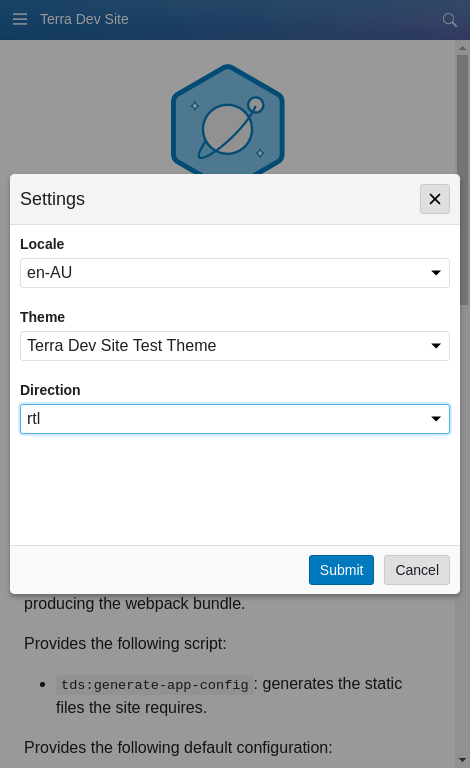 Terra Dev Site
Settings
Locale
en-AU
Theme
Terra Dev Site Test Theme
Direction
rtl
Submit
Cancel
producing the webpack bundle.
Provides the following script:
tds:generate-app-config: generates the static
files the site requires.
Provides the following default configuration: